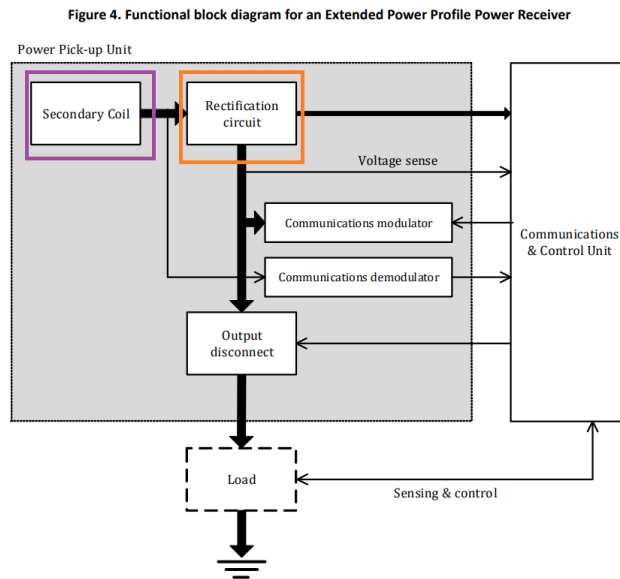 Figure 4. Functional block diagram for an Extended Power Profile Power Receiver
Power Pick-up Unit
Secondary Coil
Rectification
circuit
Voltage sense
Communications modulator
Communications
& Control Unit
Communications demodulator
Output
disconnect
Load
Sensing & control